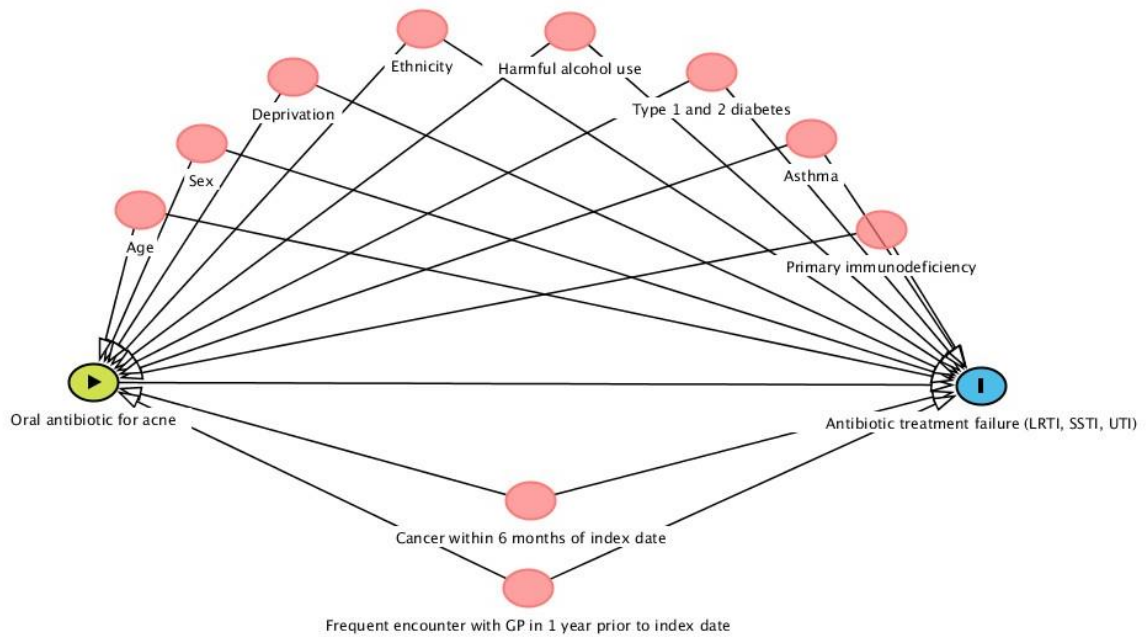 Ethnicity
Harmful alcohol use
Deprivation
Type 1 and 2 diabetes
Sex
Asthma
Age
Primary immunodeficiency
Oral antibiotic for acne
Antibiotic treatment failure (LRTI, SSTI, UTI)
Cancer within 6 months of index date
Frequent encounter with GP in 1 year prior to index date